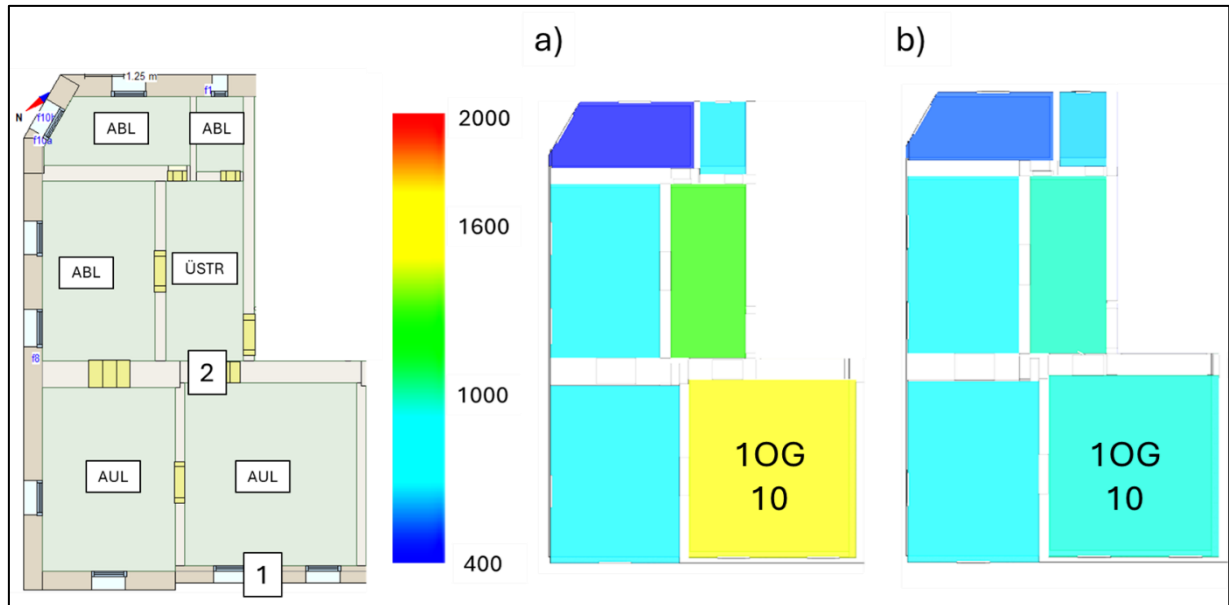 a)
b)
1.25 m
f1
N
f10b
f10a
ABL
ABL
ABL
ÜSTR
f8
2
AUL
AUL
1
2000
1600
1000
400
1OG
10
1OG
10